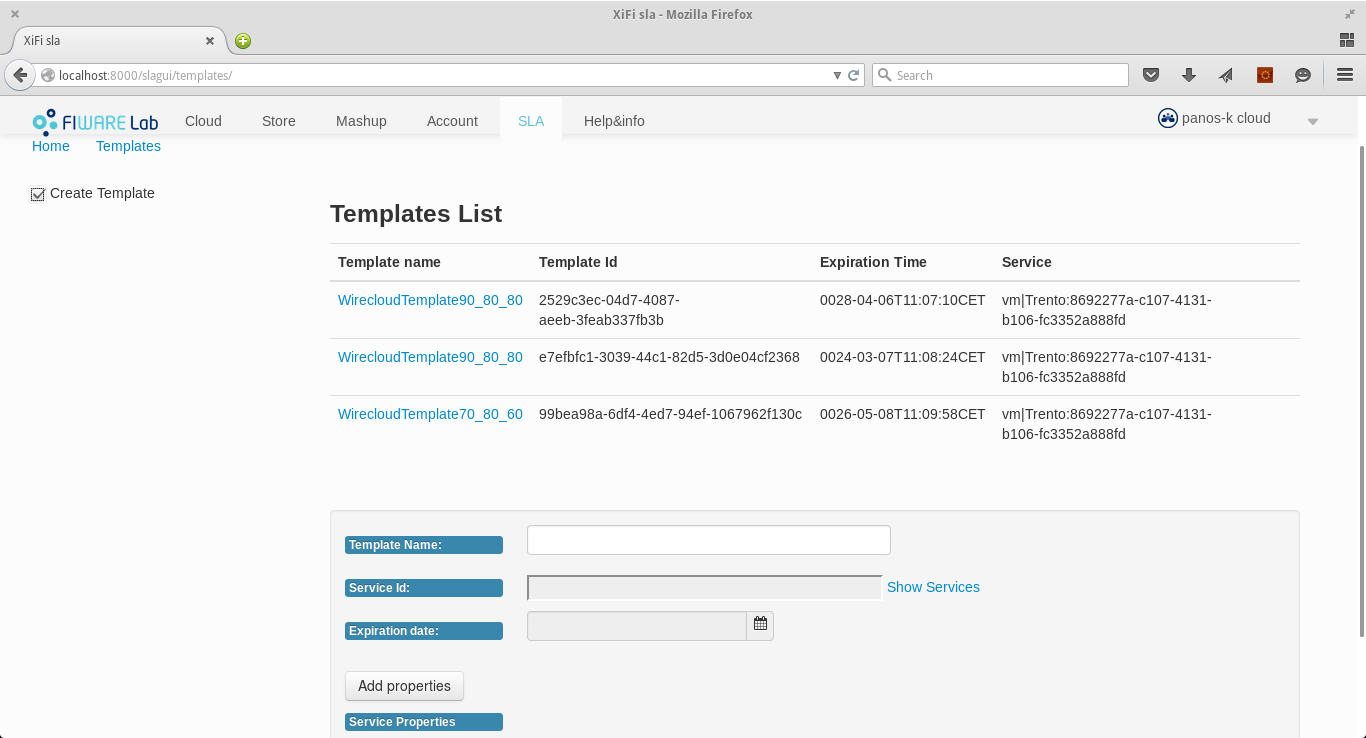 XiFi sla - Mozilla Firefox
XiFi sla
localhost:8000/slagui/templates/
Search
FIWARE Lab
Cloud
Store
Mashup
Account
SLA
Help&info
panos-k cloud
Home
Templates
Create Template
Templates List
Template name Template Id Expiration Time Service
WirecloudTemplate90_80_80 2529c3ec-04d7-4087- 0028-04-06T11:07:10CET vm|Trento:8692277a-c107-4131-
aeeb-3feab337fb3b b106-fc3352a888fd
WirecloudTemplate90_80_80 e7efbfc1-3039-44c1-82d5-3d0e04cf2368 0024-03-07T11:08:24CET vm|Trento:8692277a-c107-4131-
b106-fc3352a888fd
WirecloudTemplate70_80_60 99bea98a-6df4-4ed7-94ef-1067962f130c 0026-05-08T11:09:58CET vm|Trento:8692277a-c107-4131-
b106-fc3352a888fd
Template Name:
Service Id:
Show Services
Expiration date:
Add properties
Service Properties